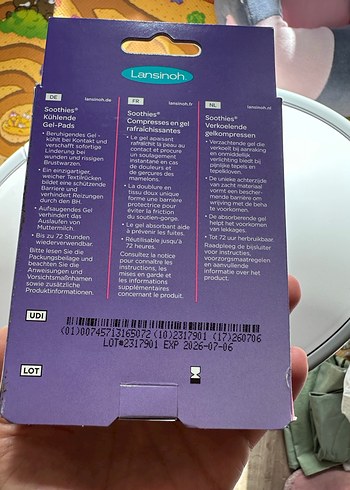 Lansinoh®
DE
lansinoh.de
Soothies®
Kühlende
Gel-Pads
• Beruhigendes Gel –
kühlt bei Kontakt und
verschafft sofortige
Linderung bei
wunden und rissigen
Brustwarzen.
• Ein einzigartiger,
weicher Textilrücken
bildet eine schützende
Barriere und
verhindert Reizungen
durch den BH.
• Aufsaugendes Gel
verhindert das
Auslaufen von
Muttermilch.
• Bis zu 72 Stunden
wiederverwendbar.
Bitte lesen Sie die
Packungsbeilage und
beachten Sie die
Anweisungen und
Vorsichtsmaßnahmen
sowie zusätzliche
Produktinformationen.
FR
lansinoh.fr
Soothies®
Compresses en gel
rafraîchissantes
• Le gel apaisant
rafraîchit la peau au
contact et procure
un soulagement
instantané en cas
de douleurs et
de gerçures des
mamelons.
• La doublure en
tissu doux unique
forme une barrière
protectrice pour
éviter la friction
du soutien-gorge.
• Le gel absorbant aide
à prévenir les fuites.
• Réutilisable jusqu'à
72 heures.
Consultez la notice
pour connaître les
instructions, les
mises en garde et
les informations
supplémentaires
concernant le produit.
NL
lansinoh.nl
Soothies®
Verkoelende
gelkompressen
• Verzachtende gel die
verkoelt bij aanraking
en onmiddellijk
verlichting biedt bij
pijnlijke tepels en
tepelkloven.
• De unieke achterzijde
van zacht materiaal
vormt een bescher-
mende barrière om
wrijving met de beha
te voorkomen.
• De absorberende gel
helpt het voorkomen
van lekkages.
• Tot 72 uur herbruikbaar.
Raadpleeg de bijsluiter
voor instructies,
voorzorgsmaatregelen
en aanvullende
informatie over het
product.
UDI
(01)00745713165072(10)2317901(17)260706
LOT#2317901 EXP 2026-07-06
LOT